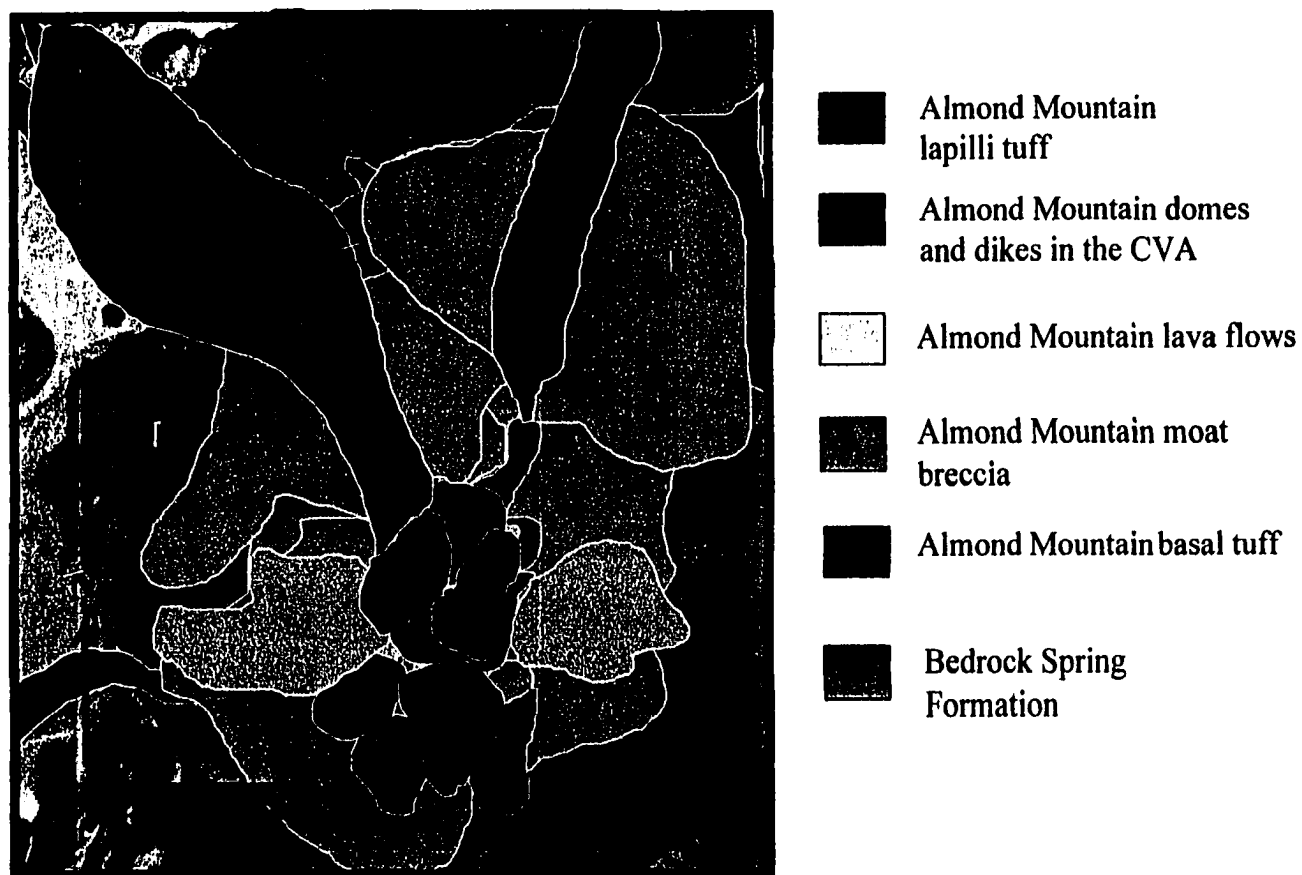 Almond Mountain
lapilli tuff
Almond Mountain domes
and dikes in the CVA
Almond Mountain lava flows
Almond Mountain moat
breccia
Almond Mountain basal tuff
Bedrock Spring
Formation